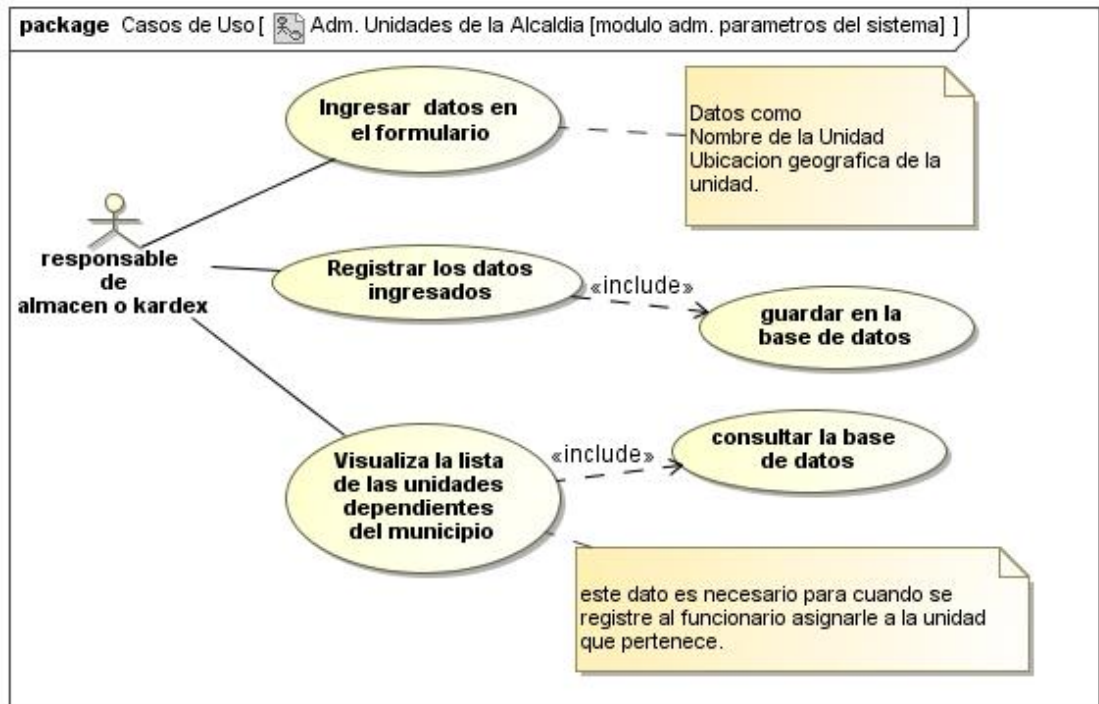 package Casos de Uso [ Adm. Unidades de la Alcaldia [modulo adm. parametros del sistema] ]
Ingresar datos en
el formulario
Datos como
Nombre de la Unidad
Ubicacion geografica de la
unidad.
responsable
de
almacen o kardex
Registrar los datos
ingresados
«include»
guardar en la
base de datos
Visualiza la lista
de las unidades
dependientes
del municipio
«include»
consultar la base
de datos
este dato es necesario para cuando se
registre al funcionario asignarle a la unidad
que pertenece.